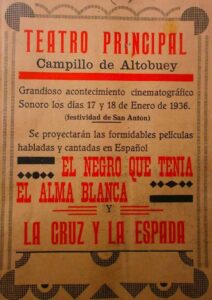 TEATRO PRINCIPAL
Campillo de Altobuey
Grandioso acontecimiento cinematográfico
Sonoro los días 17 y 18 de Enero de 1936.
(festividad de San Anton)
Se proyectarán las formidables películas
habladas y cantadas en Español
EL NEGRO QUE TENIA
EL ALMA BLANCA
Y
LA CRUZ Y LA ESPADA